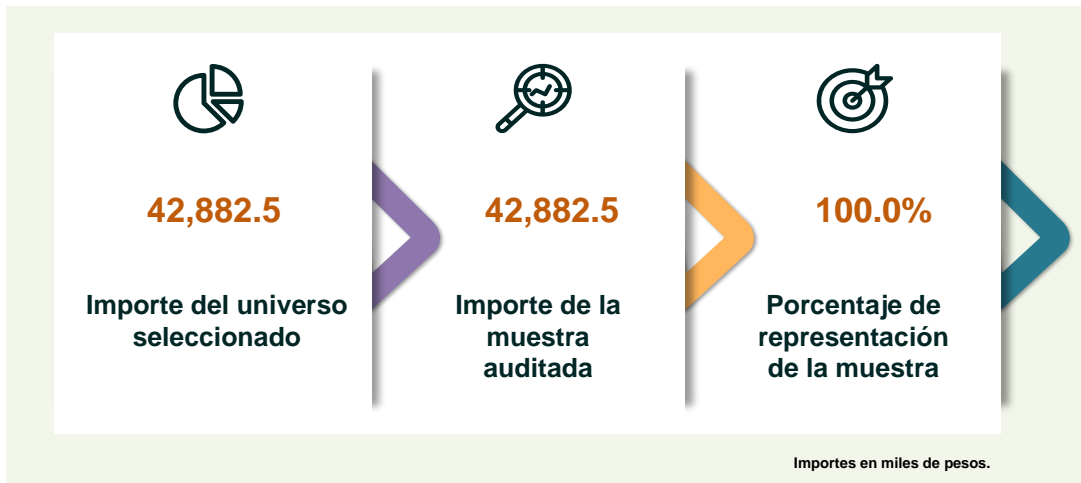 42,882.5
Importe del universo
seleccionado
42,882.5
Importe de la
muestra
auditada
100.0%
Porcentaje de
representación
de la muestra
Importes en miles de pesos.